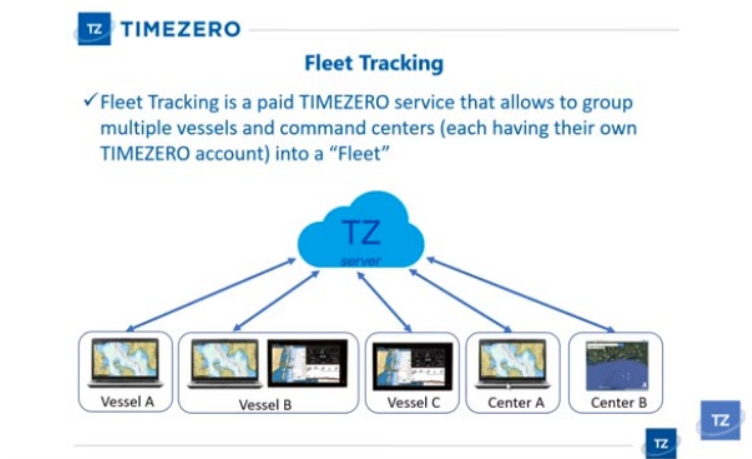 TZ TIMEZERO
Fleet Tracking
✓ Fleet Tracking is a paid TIMEZERO service that allows to group
multiple vessels and command centers (each having their own
TIMEZERO account) into a “Fleet”
TZ
server
Vessel A
Vessel B
Vessel C
Center A
Center B
TZ
TZ